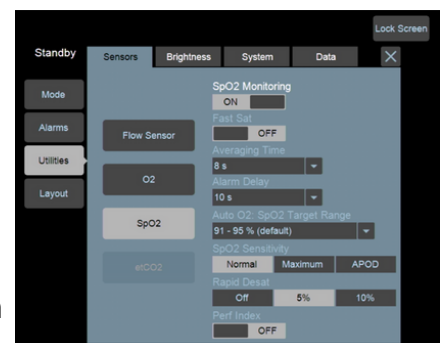 Lock Screen
Standby
Sensors Brightness System Data
Mode
Alarms
Utilities
Layout
Flow Sensor
O2
SpO2
etCO2
SpO2 Monitoring
ON
Fast Sat
OFF
Averaging Time
8 s
Alarm Delay
10 s
Auto O2: SpO2 Target Range
91 - 95 % (default)
SpO2 Sensitivity
Normal Maximum APOD
Rapid Desat
Off 5% 10%
Perf Index
OFF